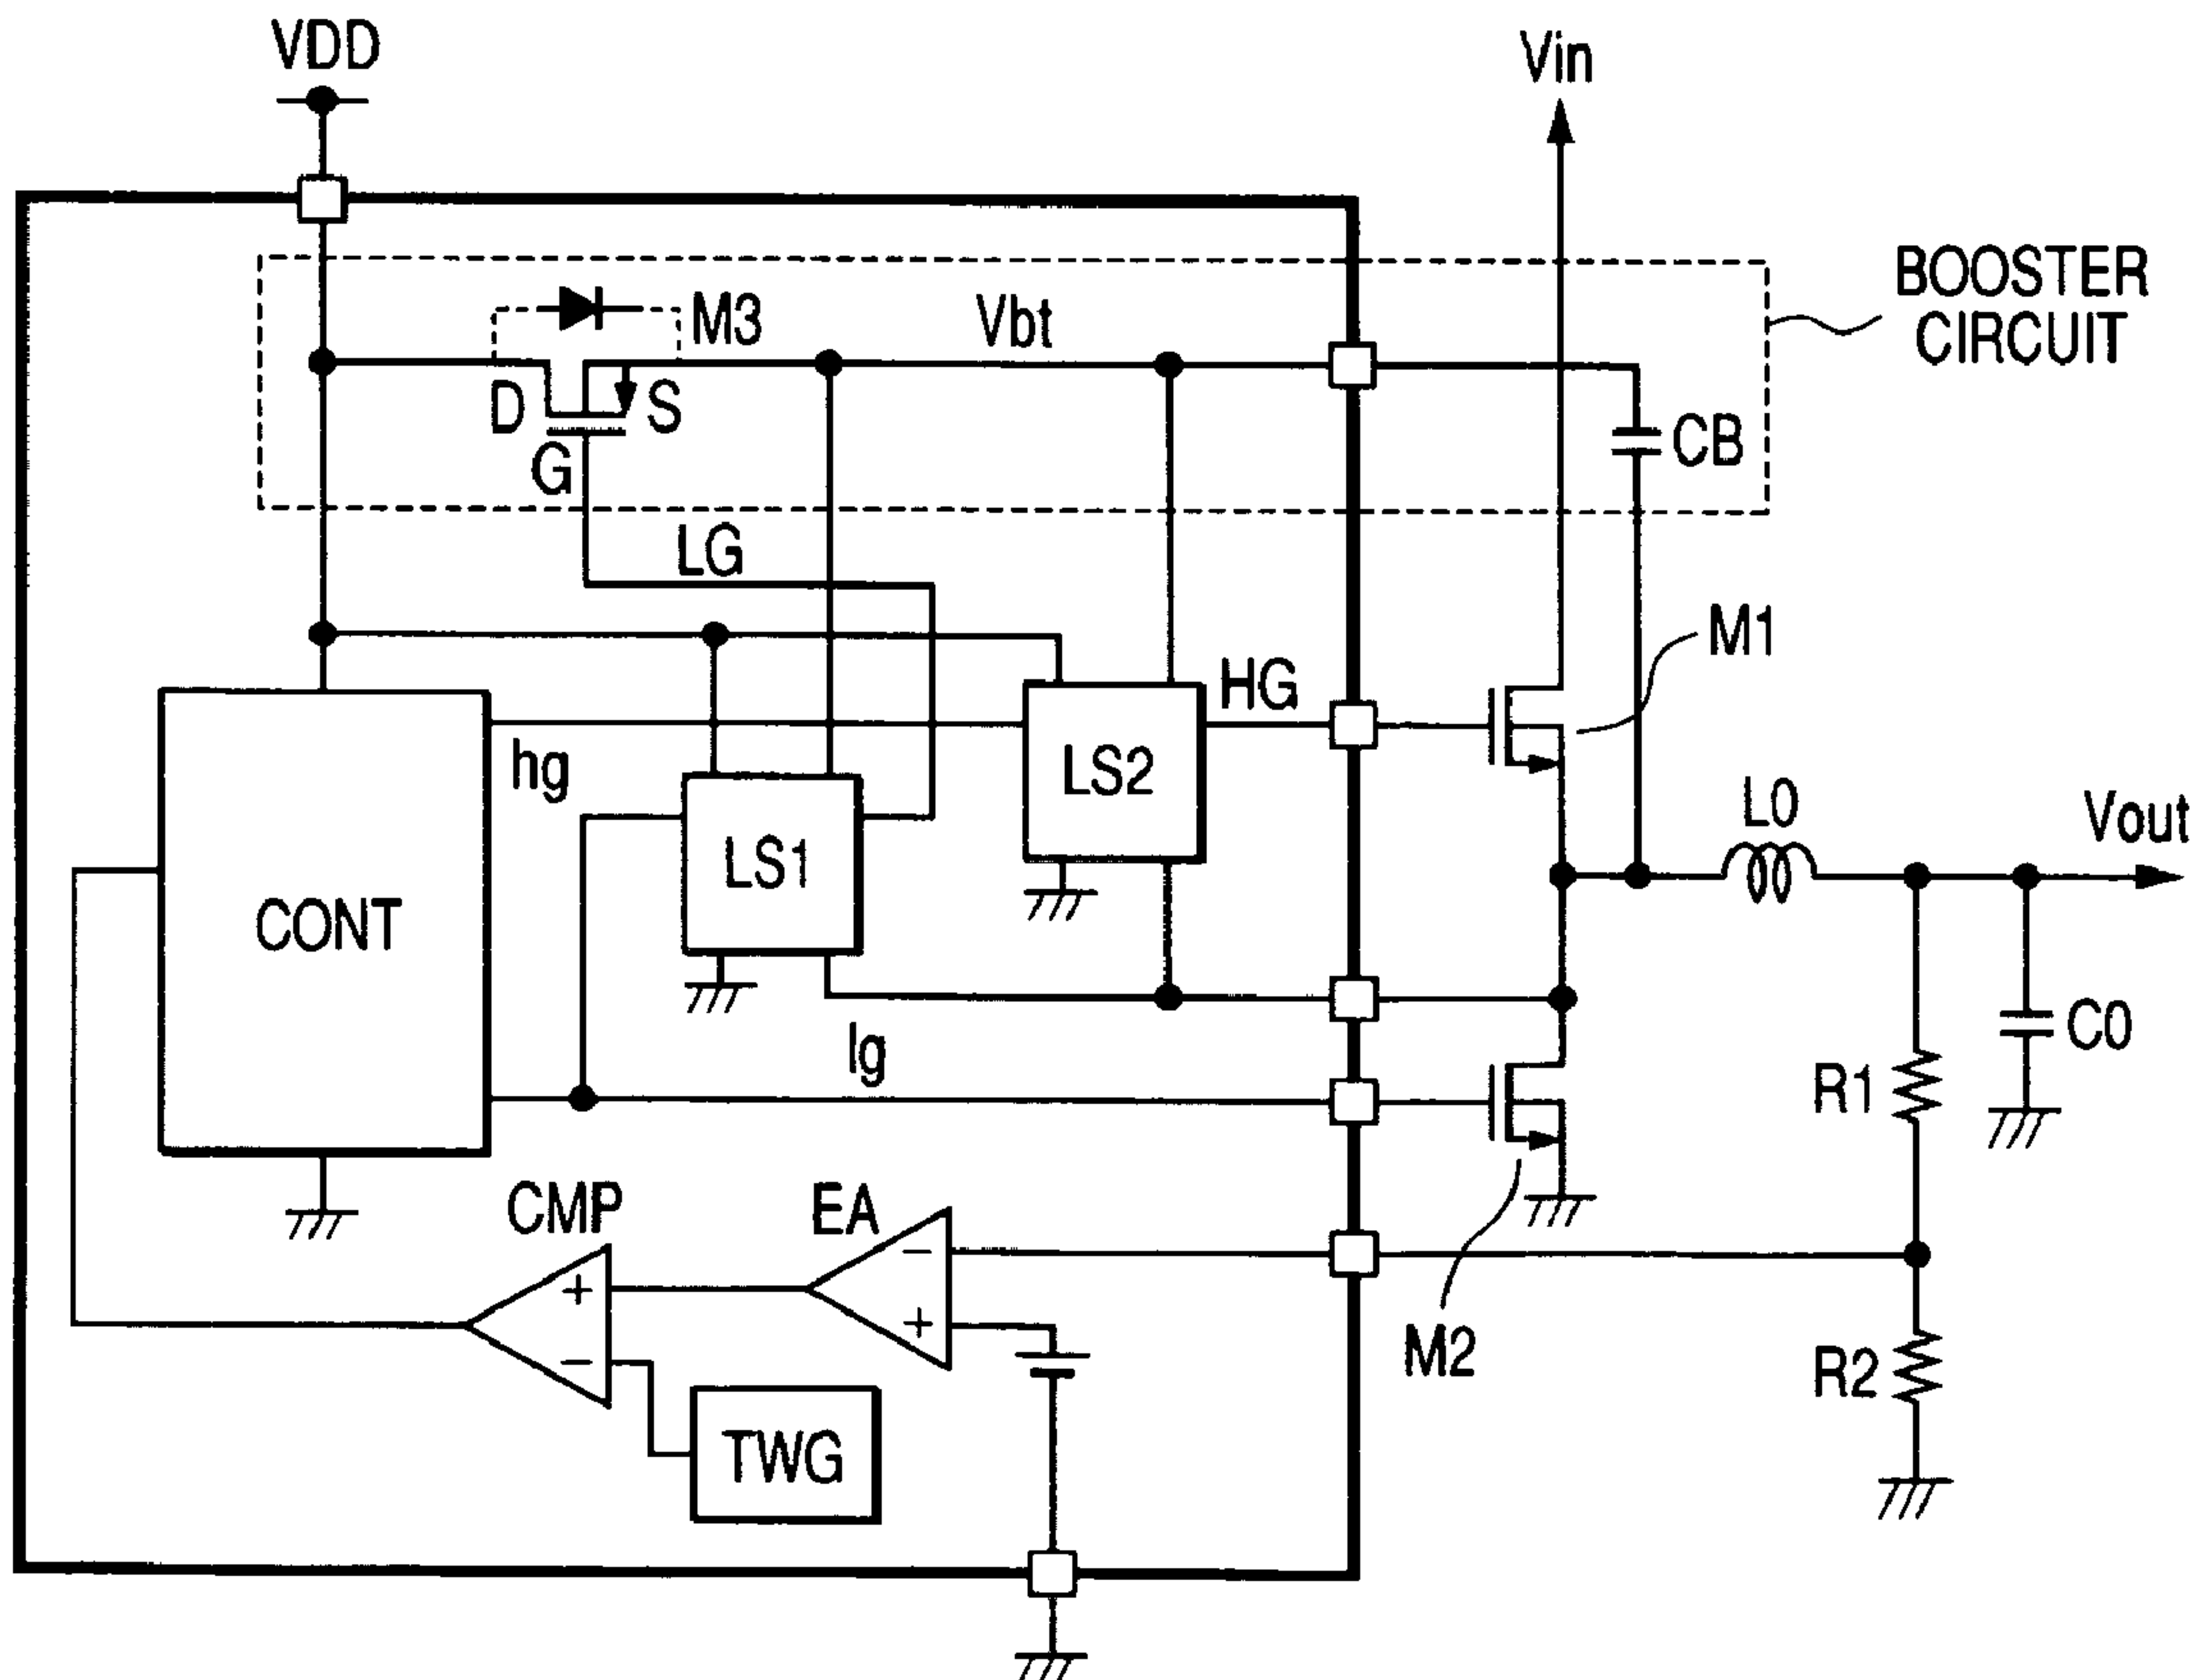 VDD
Vin
BOOSTER
CIRCUIT
M3
Vbt
D
S
G
CB
LG
M1
HG
hg
LS2
LS1
L0
Vout
CONT
C0
lg
R1
CMP
EA
−
+
+
−
M2
R2
TWG